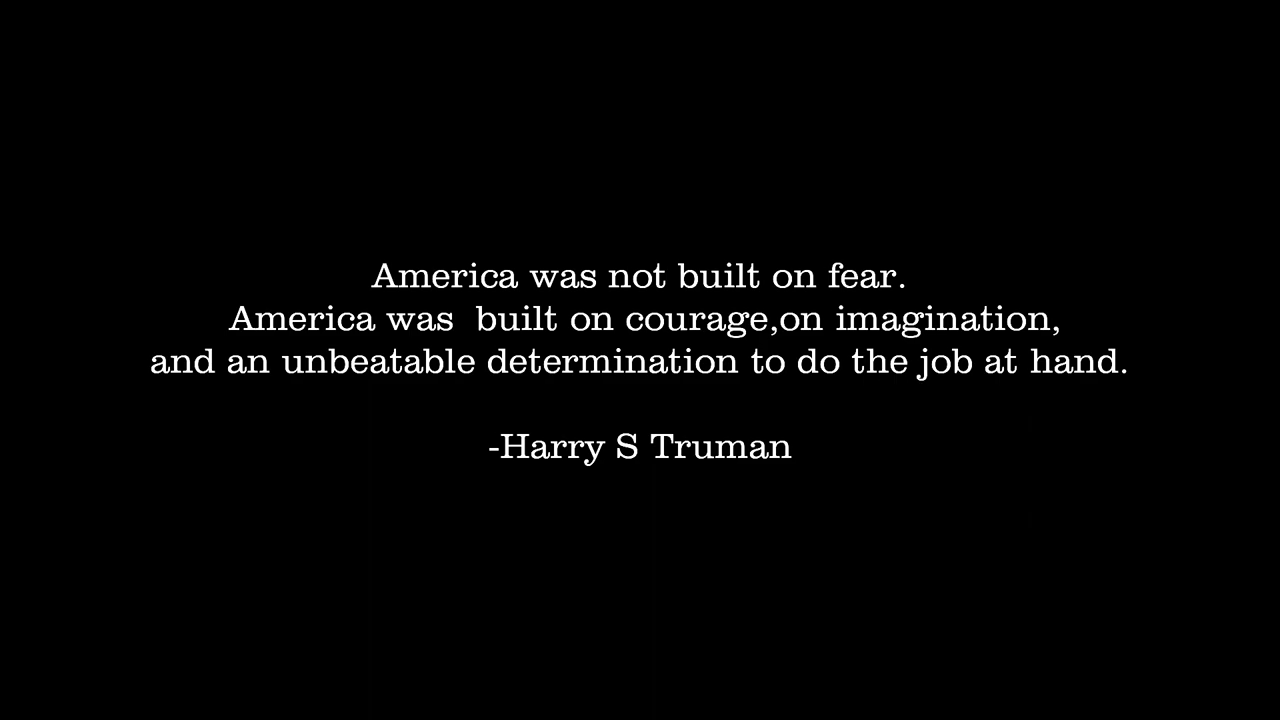 America was not built on fear.
America was  built on courage,on imagination,
and an unbeatable determination to do the job at hand.
-Harry S Truman